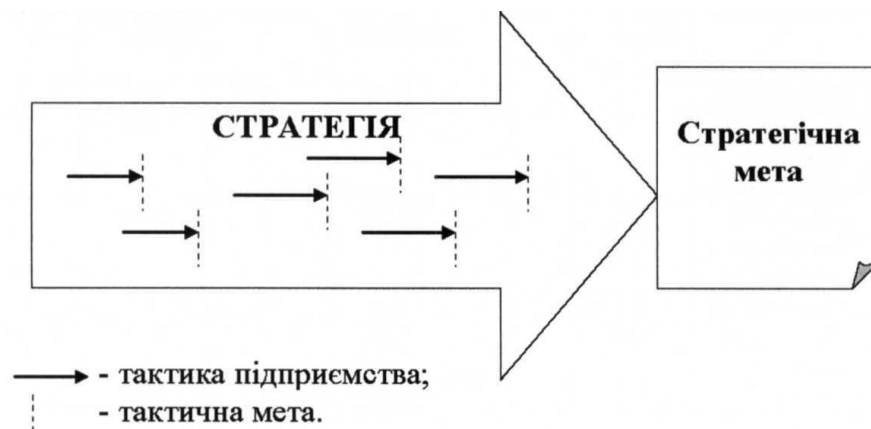 СТРАТЕГІЯ
Стратегічна
мета
- тактика підприємства;
- тактична мета.